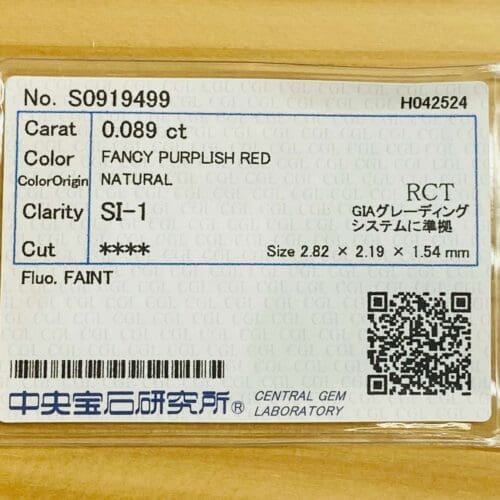 No. S0919499 H042524
Carat 0.089 ct
Color FANCY PURPLISH RED
ColorOrigin NATURAL
Clarity SI-1
RCT
GIAグレーディング
システムに準拠
Cut **** Size 2.82 × 2.19 × 1.54 mm
Fluo. FAINT
中央宝石研究所® CENTRAL GEM
LABORATORY